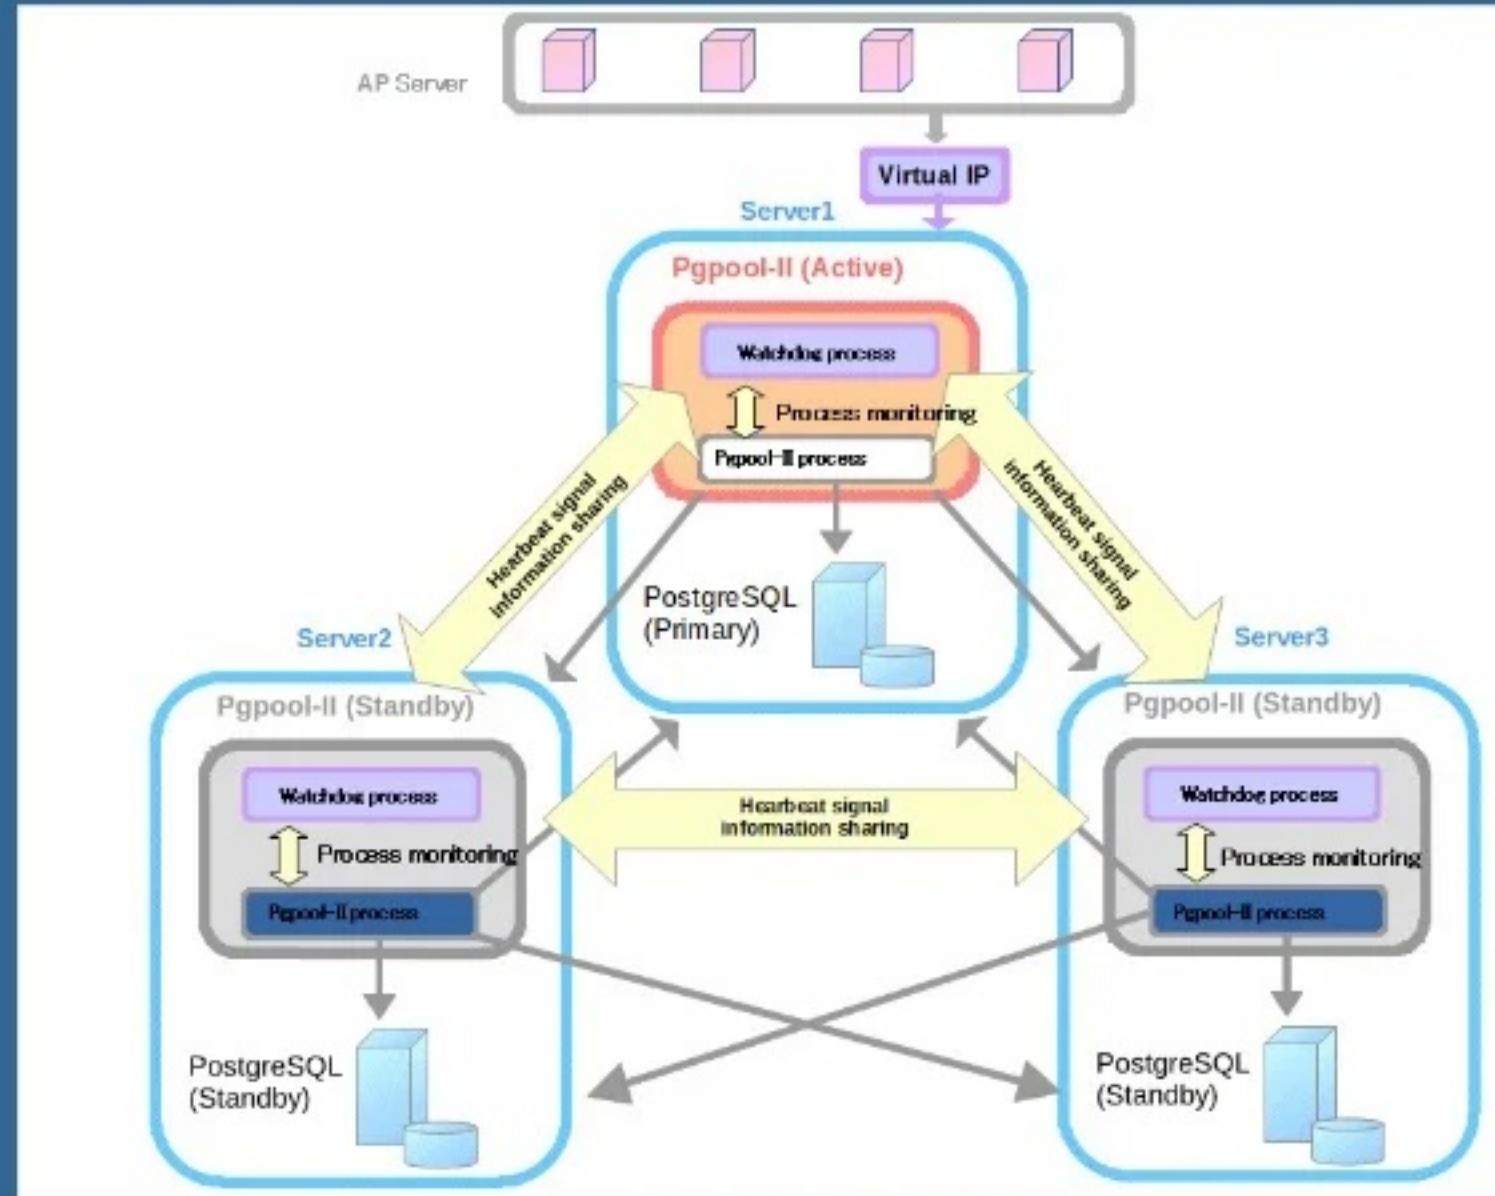 AP Server
Virtual IP
Server1
Pgpool-II (Active)
Watchdog process
Process monitoring
Pgpool-II process
Hearbeat signal
information sharing
Hearbeat signal
information sharing
PostgreSQL
(Primary)
Server2
Server3
Pgpool-II (Standby)
Pgpool-II (Standby)
Watchdog process
Process monitoring
Pgpool-II process
Hearbeat signal
information sharing
Watchdog process
Process monitoring
Pgpool-II process
PostgreSQL
(Standby)
PostgreSQL
(Standby)